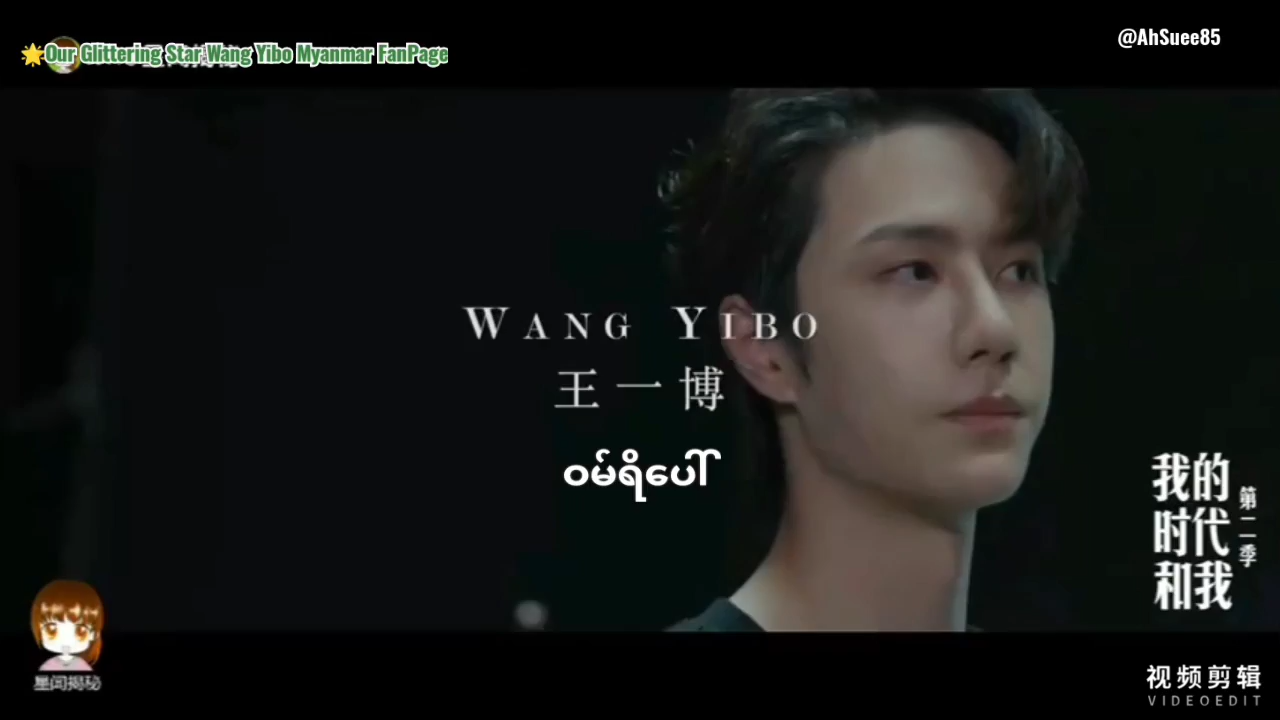 🌟Our Glittering Star Wang Yibo Myanmar FanPage
@AhSuee85
WANG YIBO
王一博
ဝမ်ရိပေါ်
我的
时代
和我
第二季
星闻揭秘
视频剪辑
VIDEOEDIT